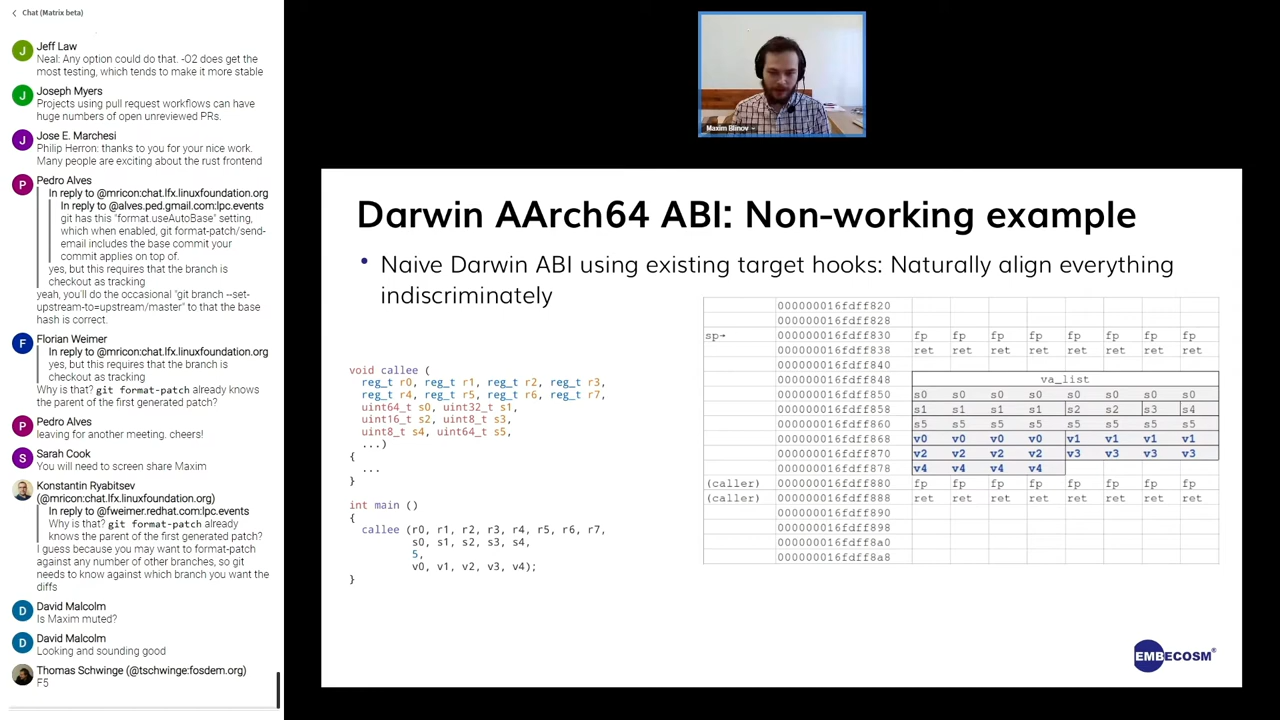 Chat (Matrix beta)
J
Jeff Law
Neal: Any option could do that. -O2 does get the
most testing, which tends to make it more stable
J
Joseph Myers
Projects using pull request workflows can have
huge numbers of open unreviewed PRs.
J
Jose E. Marchesi
Philip Herron: thanks to you for your nice work.
Many people are exciting about the rust frontend
P
Pedro Alves
In reply to @mricon:chat.lfx.linuxfoundation.org
In reply to @alves.ped.gmail.com:lpc.events
git has this "format.useAutoBase" setting,
which when enabled, git format-patch/send-
email includes the base commit your
commit applies on top of.
yes, but this requires that the branch is
checkout as tracking
yeah, you'll do the occasional "git branch --set-
upstream-to=upstream/master" to that the base
hash is correct.
F
Florian Weimer
In reply to @mricon:chat.lfx.linuxfoundation.org
yes, but this requires that the branch is
checkout as tracking
Why is that? git format-patch already knows
the parent of the first generated patch?
P
Pedro Alves
leaving for another meeting. cheers!
S
Sarah Cook
You will need to screen share Maxim
Konstantin Ryabitsev
(@mricon:chat.lfx.linuxfoundation.org)
In reply to @fweimer.redhat.com:lpc.events
Why is that? git format-patch already
knows the parent of the first generated patch?
I guess because you may want to format-patch
against any number of other branches, so git
needs to know against which branch you want the
diffs
D
David Malcolm
Is Maxim muted?
D
David Malcolm
Looking and sounding good
Thomas Schwinge (@tschwinge:fosdem.org)
F5
Maxim Blinov
Darwin AArch64 ABI: Non-working example
• Naive Darwin ABI using existing target hooks: Naturally align everything
indiscriminately
void callee (
reg_t r0, reg_t r1, reg_t r2, reg_t r3,
reg_t r4, reg_t r5, reg_t r6, reg_t r7,
uint64_t s0, uint32_t s1,
uint16_t s2, uint8_t s3,
uint8_t s4, uint64_t s5,
...)
{
...
}
int main ()
{
callee (r0, r1, r2, r3, r4, r5, r6, r7,
s0, s1, s2, s3, s4,
5,
v0, v1, v2, v3, v4);
}
000000016fdff820
000000016fdff828
sp→ 000000016fdff830 fp fp fp fp fp fp fp fp
000000016fdff838 ret ret ret ret ret ret ret ret
000000016fdff840
000000016fdff848 va_list
000000016fdff850 s0 s0 s0 s0 s0 s0 s0 s0
000000016fdff858 s1 s1 s1 s1 s2 s2 s3 s4
000000016fdff860 s5 s5 s5 s5 s5 s5 s5 s5
000000016fdff868 v0 v0 v0 v0 v1 v1 v1 v1
000000016fdff870 v2 v2 v2 v2 v3 v3 v3 v3
000000016fdff878 v4 v4 v4 v4
(caller) 000000016fdff880 fp fp fp fp fp fp fp fp
(caller) 000000016fdff888 ret ret ret ret ret ret ret ret
000000016fdff890
000000016fdff898
000000016fdff8a0
000000016fdff8a8
EMBECOSM®